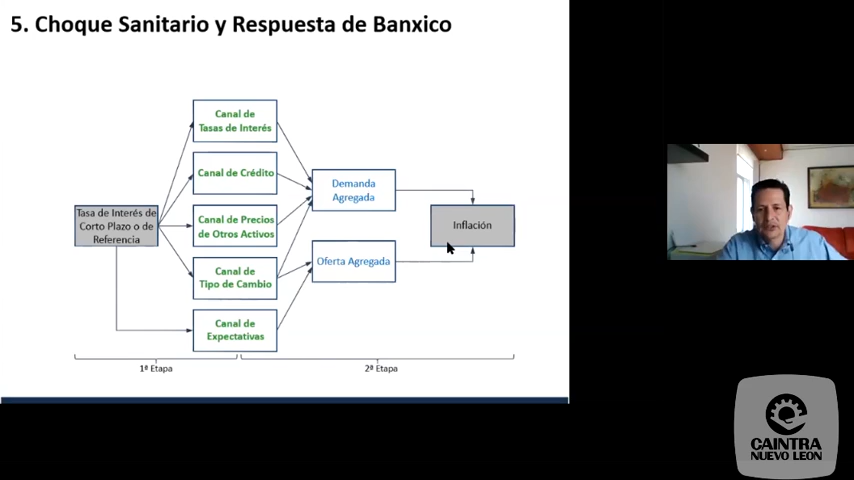 5. Choque Sanitario y Respuesta de Banxico
Canal de
Tasas de Interés
Canal de Crédito
Canal de Precios
de Otros Activos
Canal de
Tipo de Cambio
Canal de
Expectativas
Tasa de Interés de
Corto Plazo o de
Referencia
Demanda
Agregada
Oferta Agregada
Inflación
1ª Etapa
2ª Etapa
CAINTRA
NUEVO LEÓN